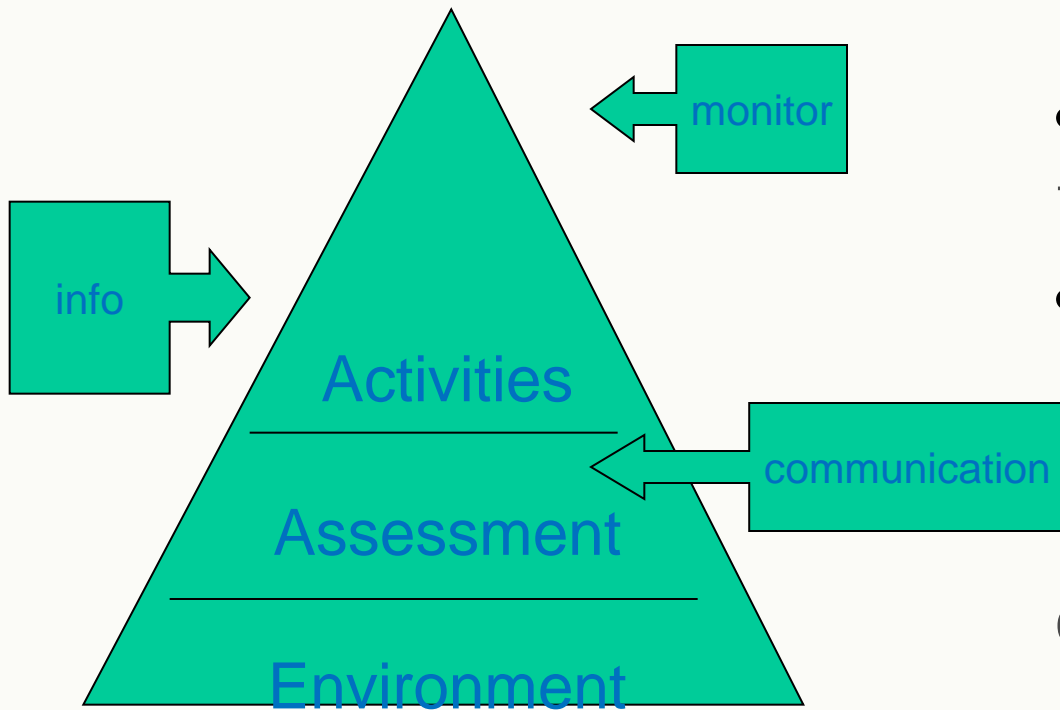 monitor
info
Activities
communication
Assessment
Environment